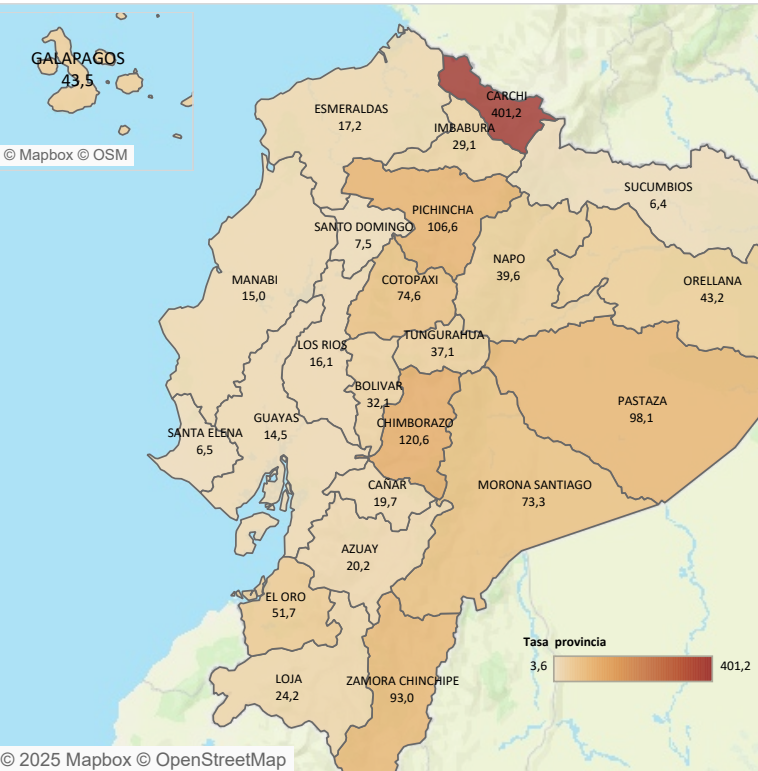 GALAPAGOS
43,5
© Mapbox © OSM
CARCHI
401,2
ESMERALDAS
17,2
IMBABURA
29,1
SUCUMBIOS
6,4
PICHINCHA
106,6
SANTO DOMINGO
7,5
NAPO
39,6
MANABI
15,0
COTOPAXI
74,6
ORELLANA
43,2
TUNGURAHUA
37,1
LOS RIOS
16,1
BOLIVAR
32,1
PASTAZA
98,1
GUAYAS
14,5
CHIMBORAZO
120,6
SANTA ELENA
6,5
CAÑAR
19,7
MORONA SANTIAGO
73,3
AZUAY
20,2
EL ORO
51,7
Tasa provincia
3,6 401,2
LOJA
24,2
ZAMORA CHINCHIPE
93,0
© 2025 Mapbox © OpenStreetMap